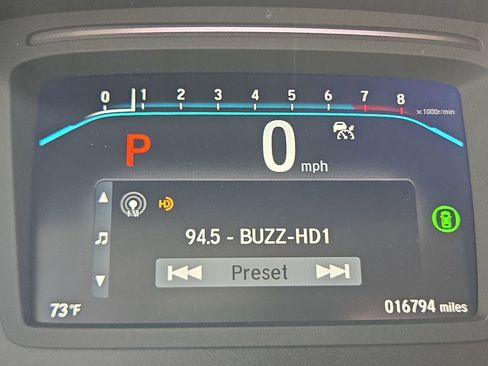 0 1 2 3 4 5 6 7 8 ×1000r/min
P 0 mph
FM HD
94.5 - BUZZ-HD1
Preset
73°F 016794 miles